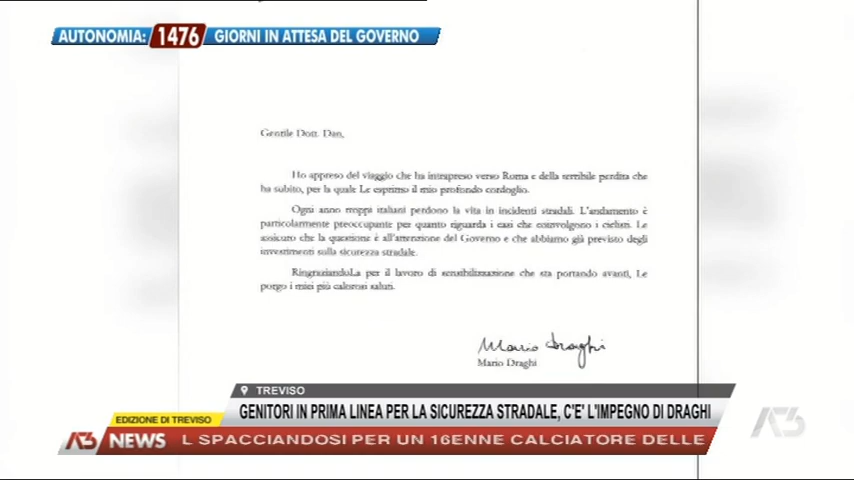 AUTONOMIA: 1476 GIORNI IN ATTESA DEL GOVERNO
Gentile Dott. Dan,
Ho appreso del viaggio che ha intrapreso verso Roma e della terribile perdita che
ha subito, per la quale Le esprimo il mio profondo cordoglio.
Ogni anno troppi italiani perdono la vita in incidenti stradali. L'andamento è
particolarmente preoccupante per quanto riguarda i casi che coinvolgono i ciclisti. Le
assicuro che la questione è all'attenzione del Governo e che abbiamo già previsto degli
investimenti sulla sicurezza stradale.
RingraziandoLa per il lavoro di sensibilizzazione che sta portando avanti, Le
porgo i miei più calorosi saluti.
Mario Draghi
Mario Draghi
TREVISO
GENITORI IN PRIMA LINEA PER LA SICUREZZA STRADALE, C'E' L'IMPEGNO DI DRAGHI
EDIZIONE DI TREVISO
A3 NEWS L SPACCIANDOSI PER UN 16ENNE CALCIATORE DELLE
A3